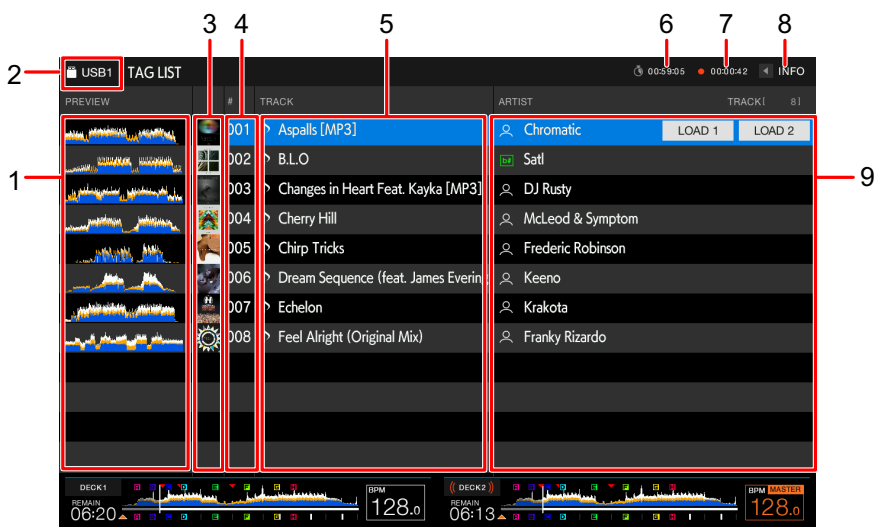 3 4 5 6 7 8
2 USB1 TAG LIST 00:59:05 00:00:42 INFO
PREVIEW # TRACK ARTIST TRACK[ 8]
001 Aspalls [MP3] Chromatic LOAD 1 LOAD 2
002 B.L.O Satl
1 003 Changes in Heart Feat. Kayka [MP3] DJ Rusty 9
004 Cherry Hill McLeod & Symptom
005 Chirp Tricks Frederic Robinson
006 Dream Sequence (feat. James Evering Keeno
007 Echelon Krakota
008 Feel Alright (Original Mix) Franky Rizardo
DECK1 BPM DECK2 BPM MASTER
REMAIN REMAIN
06:20 128.0 06:13 128.0